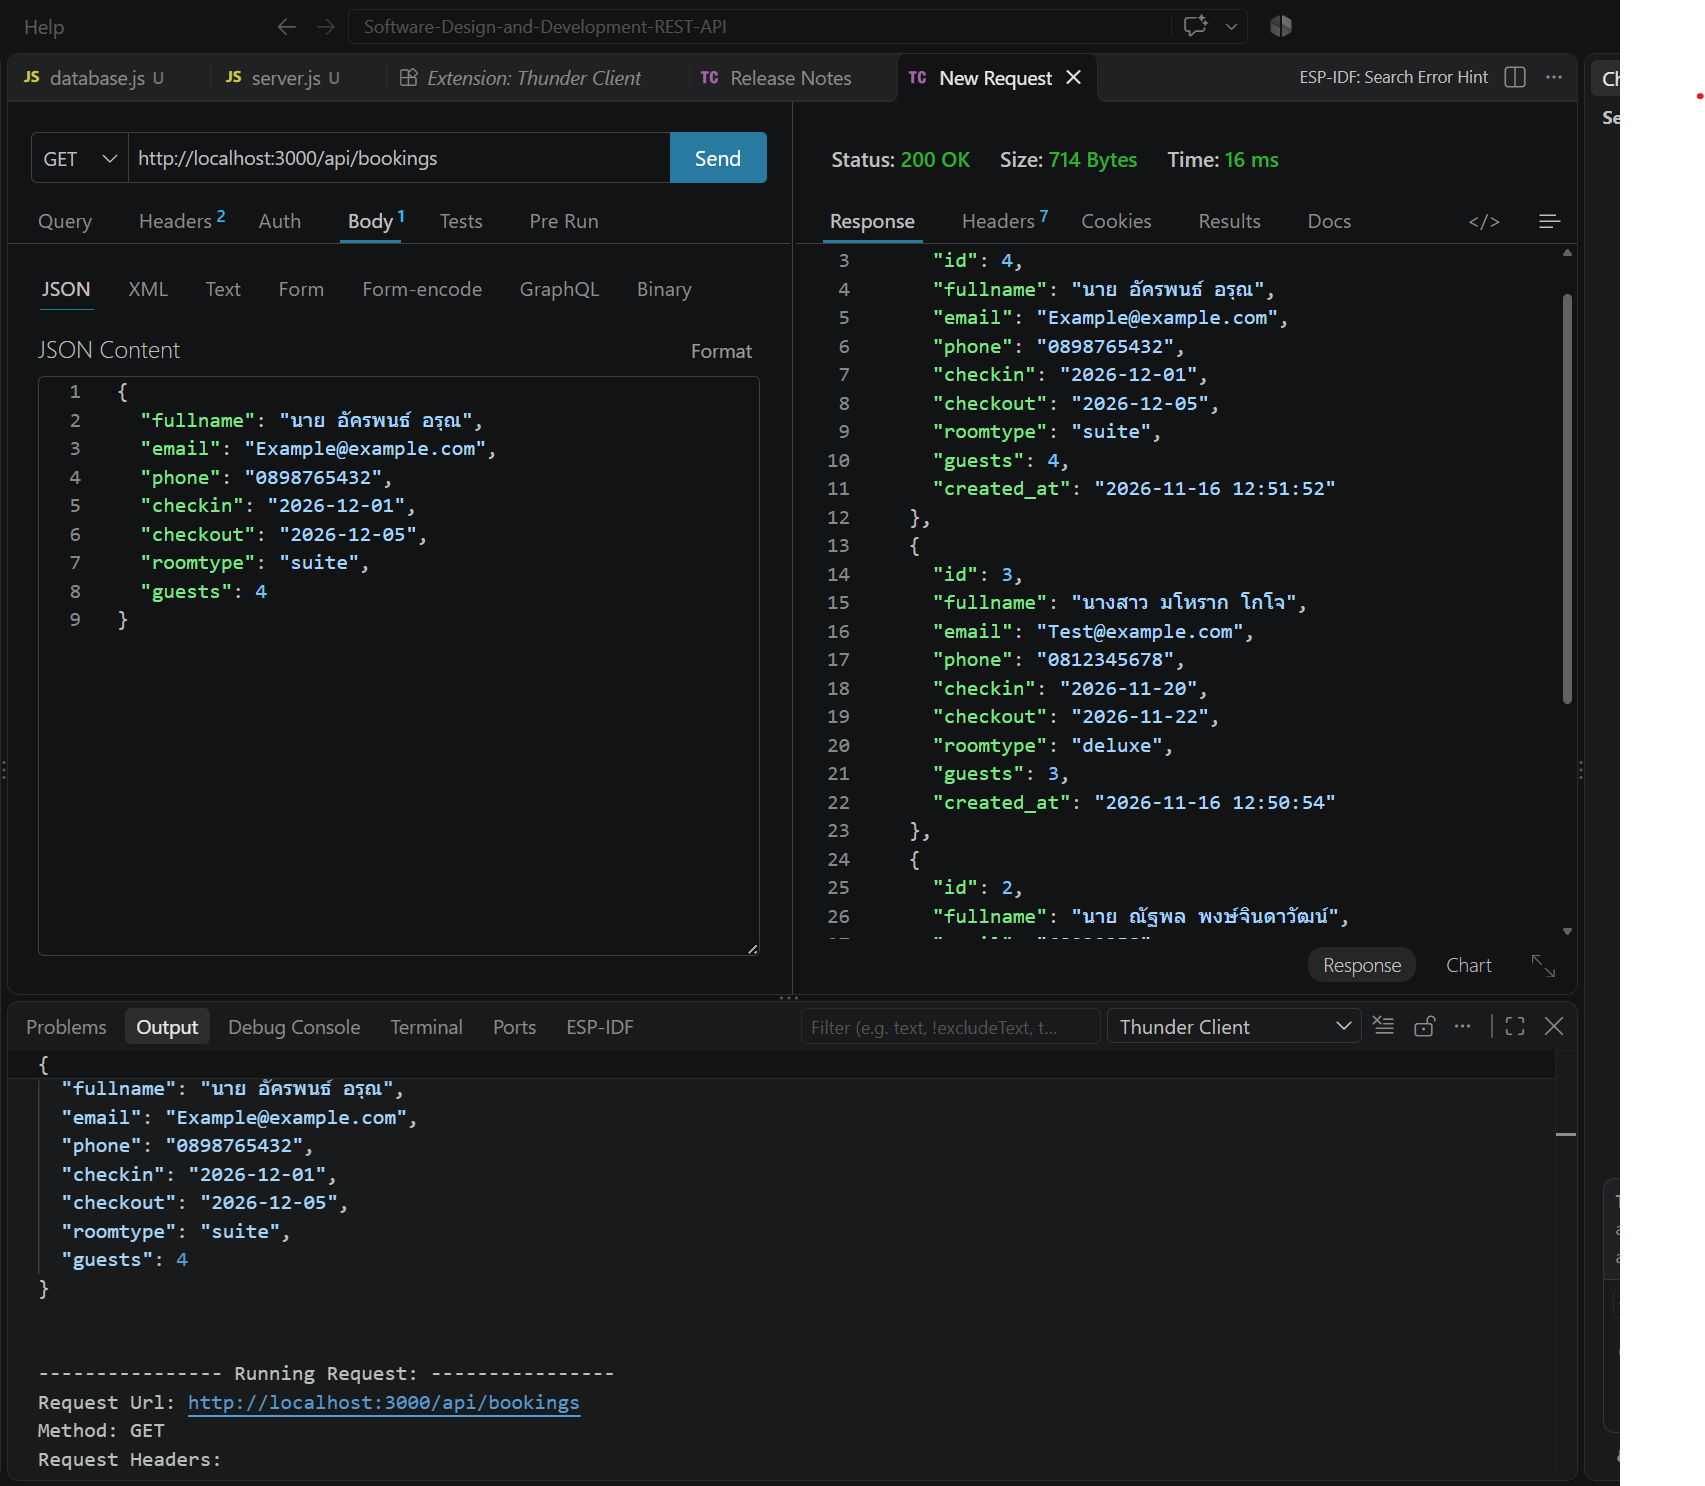 Help
Software-Design-and-Development-REST-API
JS database.js U
JS server.js U
Extension: Thunder Client
TC Release Notes
TC New Request
ESP-IDF: Search Error Hint
GET http://localhost:3000/api/bookings Send
Query Headers 2 Auth Body 1 Tests Pre Run
JSON XML Text Form Form-encode GraphQL Binary
JSON Content Format
1 {
2 "fullname": "นาย อัครพนธ์ อรุณ",
3 "email": "Example@example.com",
4 "phone": "0898765432",
5 "checkin": "2026-12-01",
6 "checkout": "2026-12-05",
7 "roomtype": "suite",
8 "guests": 4
9 }
Status: 200 OK Size: 714 Bytes Time: 16 ms
Response Headers 7 Cookies Results Docs </>
3 "id": 4,
4 "fullname": "นาย อัครพนธ์ อรุณ",
5 "email": "Example@example.com",
6 "phone": "0898765432",
7 "checkin": "2026-12-01",
8 "checkout": "2026-12-05",
9 "roomtype": "suite",
10 "guests": 4,
11 "created_at": "2026-11-16 12:51:52"
12 },
13 {
14 "id": 3,
15 "fullname": "นางสาว มโหราก โกโจ",
16 "email": "Test@example.com",
17 "phone": "0812345678",
18 "checkin": "2026-11-20",
19 "checkout": "2026-11-22",
20 "roomtype": "deluxe",
21 "guests": 3,
22 "created_at": "2026-11-16 12:50:54"
23 },
24 {
25 "id": 2,
26 "fullname": "นาย ณัฐพล พงษ์จินดาวัฒน์",
Response Chart
Problems Output Debug Console Terminal Ports ESP-IDF
Filter (e.g. text, !excludeText, t...
Thunder Client
{
"fullname": "นาย อัครพนธ์ อรุณ",
"email": "Example@example.com",
"phone": "0898765432",
"checkin": "2026-12-01",
"checkout": "2026-12-05",
"roomtype": "suite",
"guests": 4
}
---------------- Running Request: ----------------
Request Url: http://localhost:3000/api/bookings
Method: GET
Request Headers: